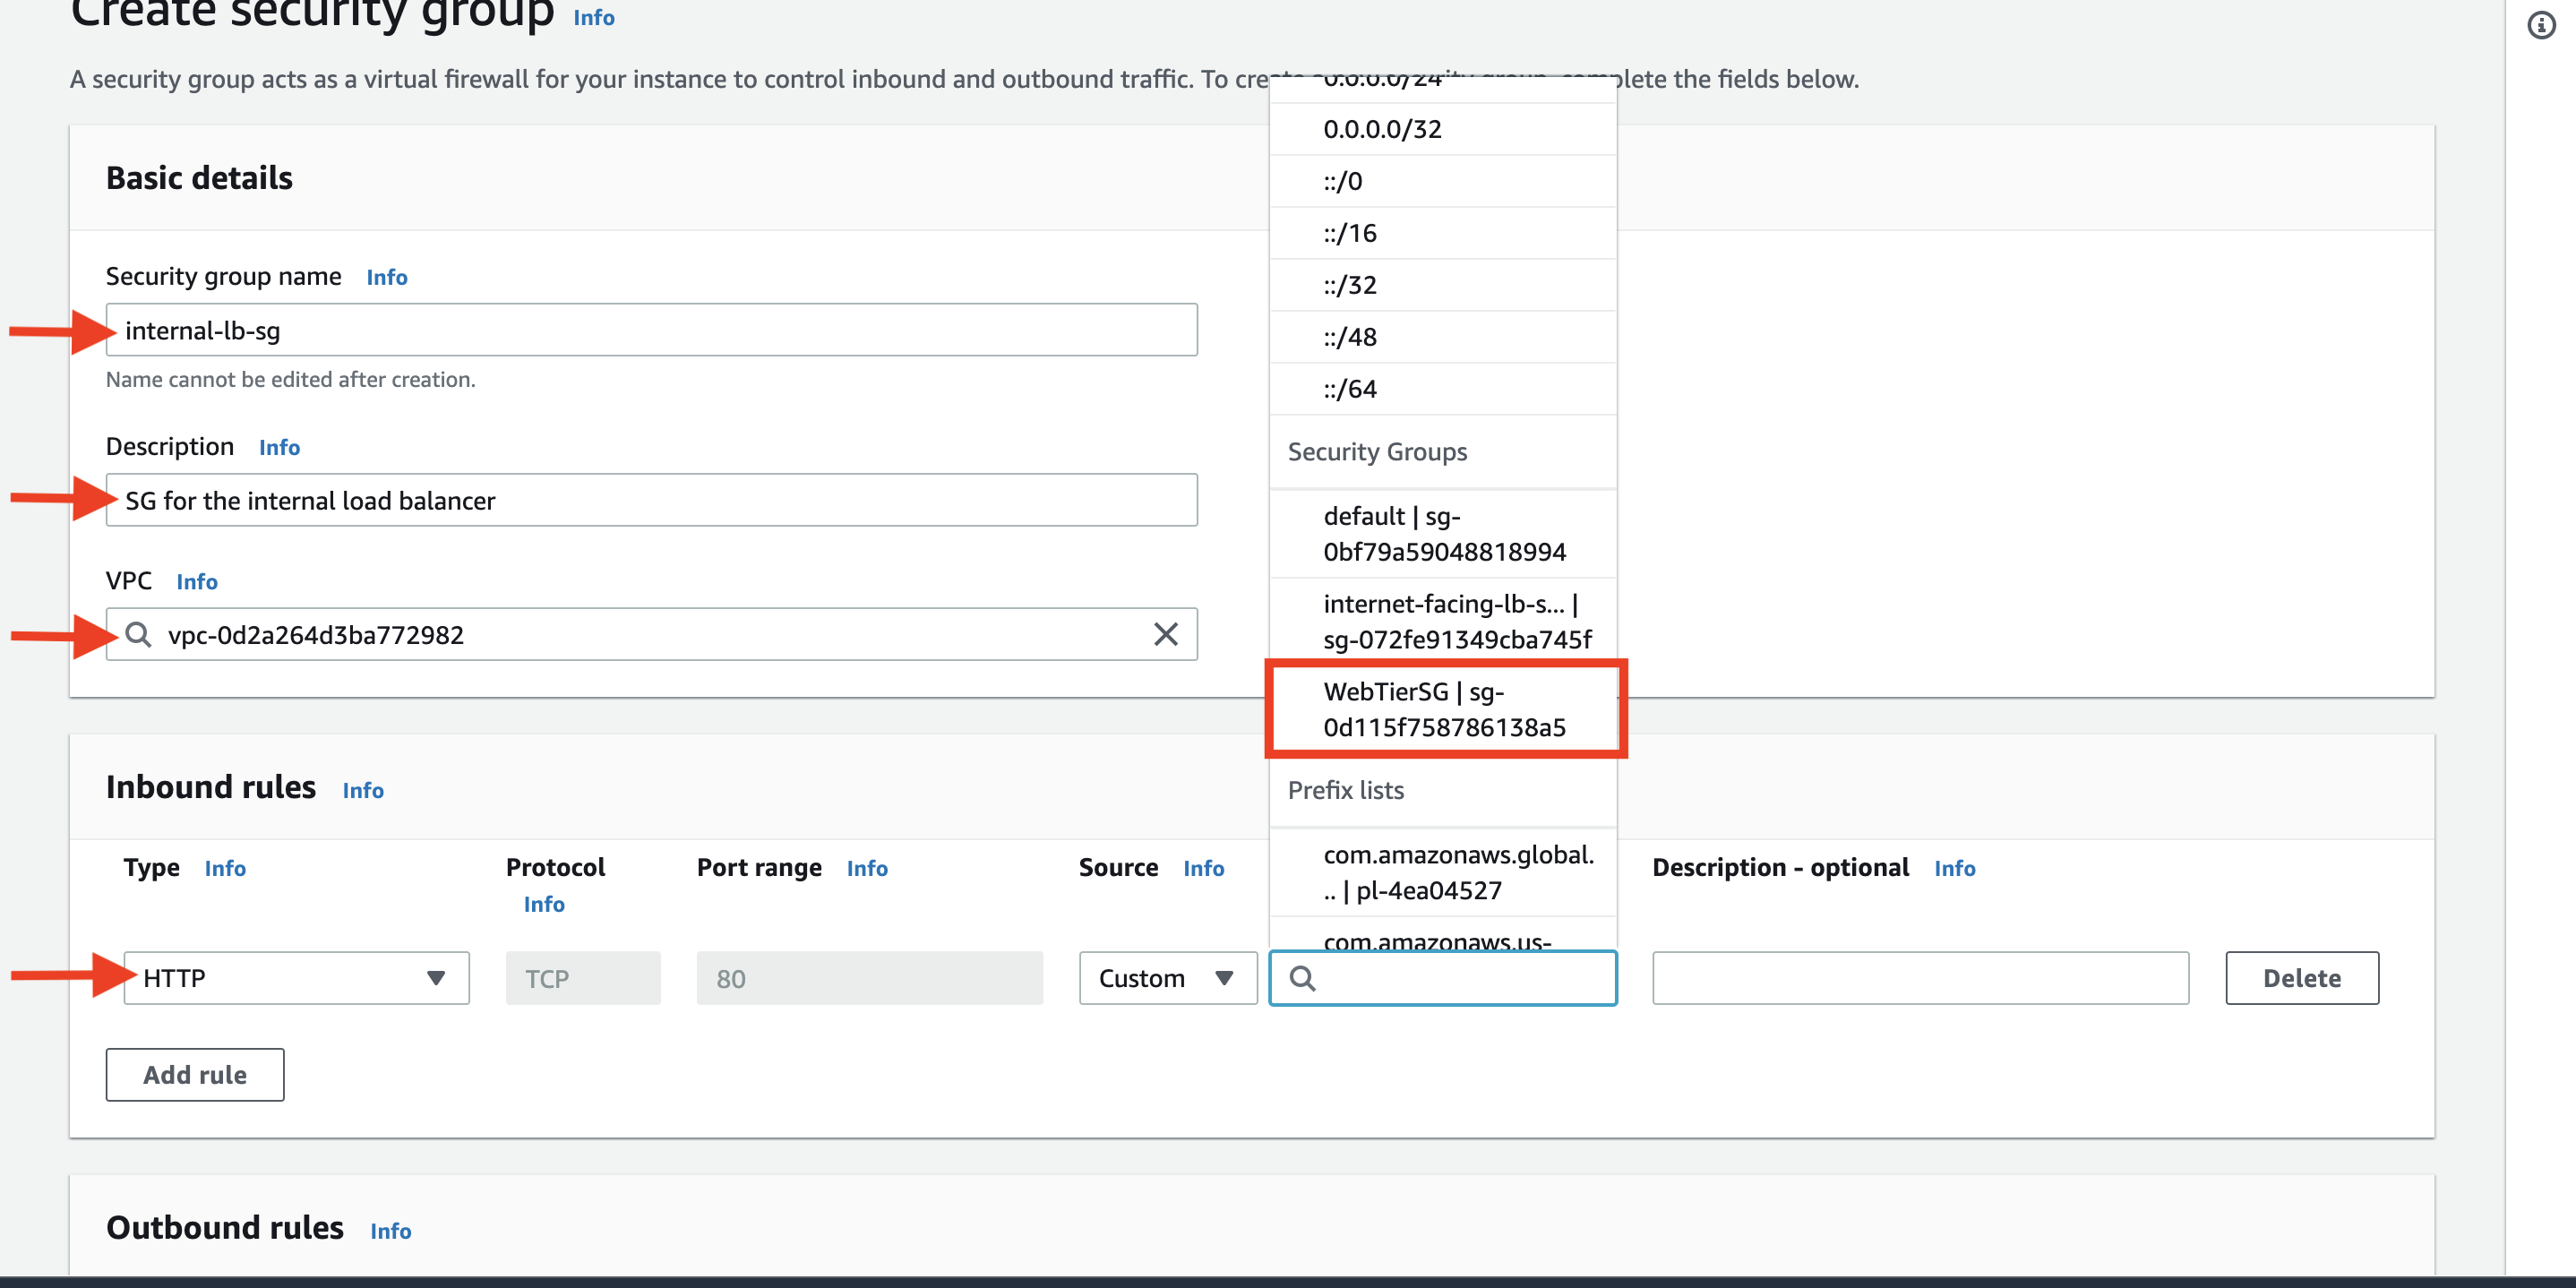 Create security group Info
A security group acts as a virtual firewall for your instance to control inbound and outbound traffic. To create a new security group, complete the fields below.
Basic details
Security group name Info
internal-lb-sg
Name cannot be edited after creation.
Description Info
SG for the internal load balancer
VPC Info
vpc-0d2a264d3ba772982
0.0.0.0/24
0.0.0.0/32
::/0
::/16
::/32
::/48
::/64
Security Groups
default | sg-
0bf79a59048818994
internet-facing-lb-s... |
sg-072fe91349cba745f
WebTierSG | sg-
0d115f758786138a5
Prefix lists
com.amazonaws.global.
.. | pl-4ea04527
com.amazonaws.us-
Inbound rules Info
Type Info
Protocol
Info
Port range Info
Source Info
Description - optional Info
HTTP
TCP
80
Custom
Delete
Add rule
Outbound rules Info